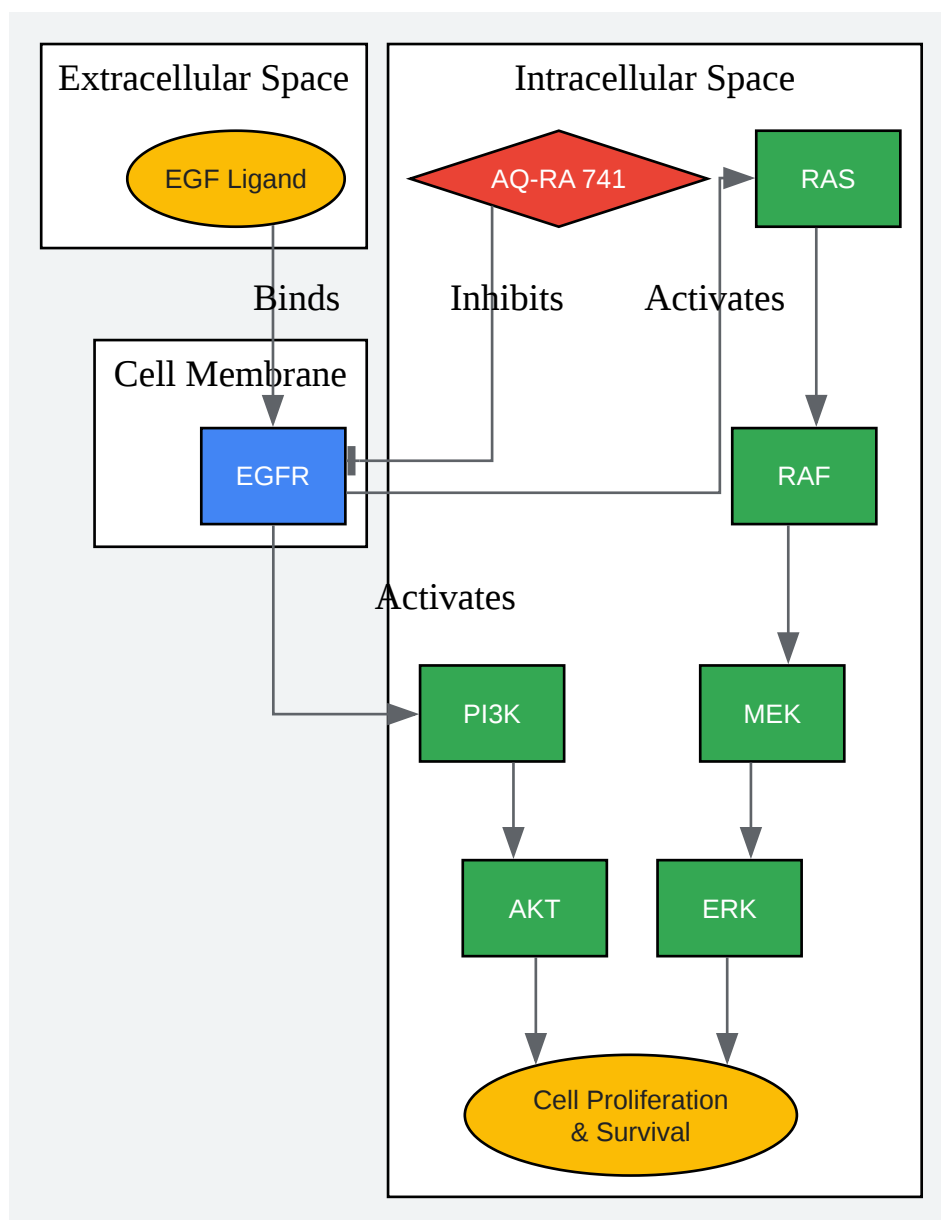 Extracellular Space
Intracellular Space
EGF Ligand
AQ-RA 741
RAS
Binds
Inhibits
Activates
Cell Membrane
EGFR
RAF
Activates
PI3K
MEK
AKT
ERK
Cell Proliferation
& Survival